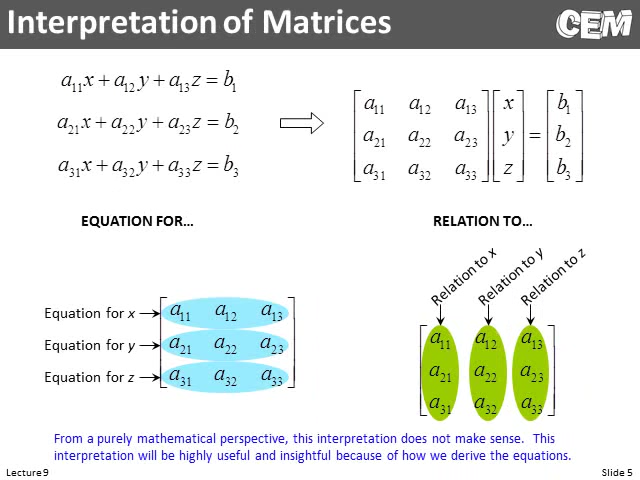 Interpretation of Matrices
CEM
a₁₁x + a₁₂y + a₁₃z = b₁
a₂₁x + a₂₂y + a₂₃z = b₂
a₃₁x + a₃₂y + a₃₃z = b₃
a₁₁ a₁₂ a₁₃ x b₁
a₂₁ a₂₂ a₂₃ y = b₂
a₃₁ a₃₂ a₃₃ z b₃
EQUATION FOR...
Equation for x a₁₁ a₁₂ a₁₃
Equation for y a₂₁ a₂₂ a₂₃
Equation for z a₃₁ a₃₂ a₃₃
RELATION TO...
Relation to x
Relation to y
Relation to z
a₁₁ a₁₂ a₁₃
a₂₁ a₂₂ a₂₃
a₃₁ a₃₂ a₃₃
From a purely mathematical perspective, this interpretation does not make sense. This
interpretation will be highly useful and insightful because of how we derive the equations.
Lecture 9
Slide 5